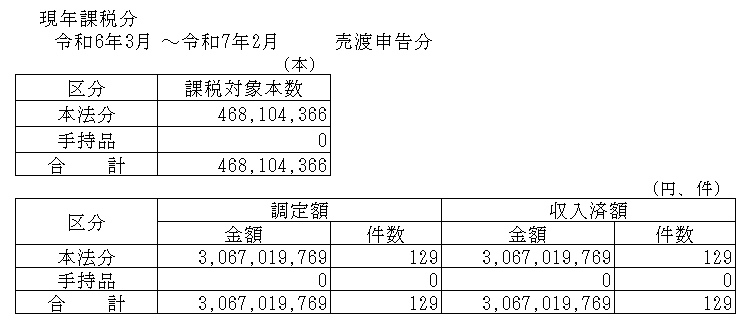 現年課税分
令和6年3月 ～令和7年2月 売渡申告分
（本）
区分 課税対象本数
本法分 468,104,366
手持品 0
合 計 468,104,366
（円、件）
区分 調定額 収入済額
金額 件数 金額 件数
本法分 3,067,019,769 129 3,067,019,769 129
手持品 0 0 0 0
合 計 3,067,019,769 129 3,067,019,769 129